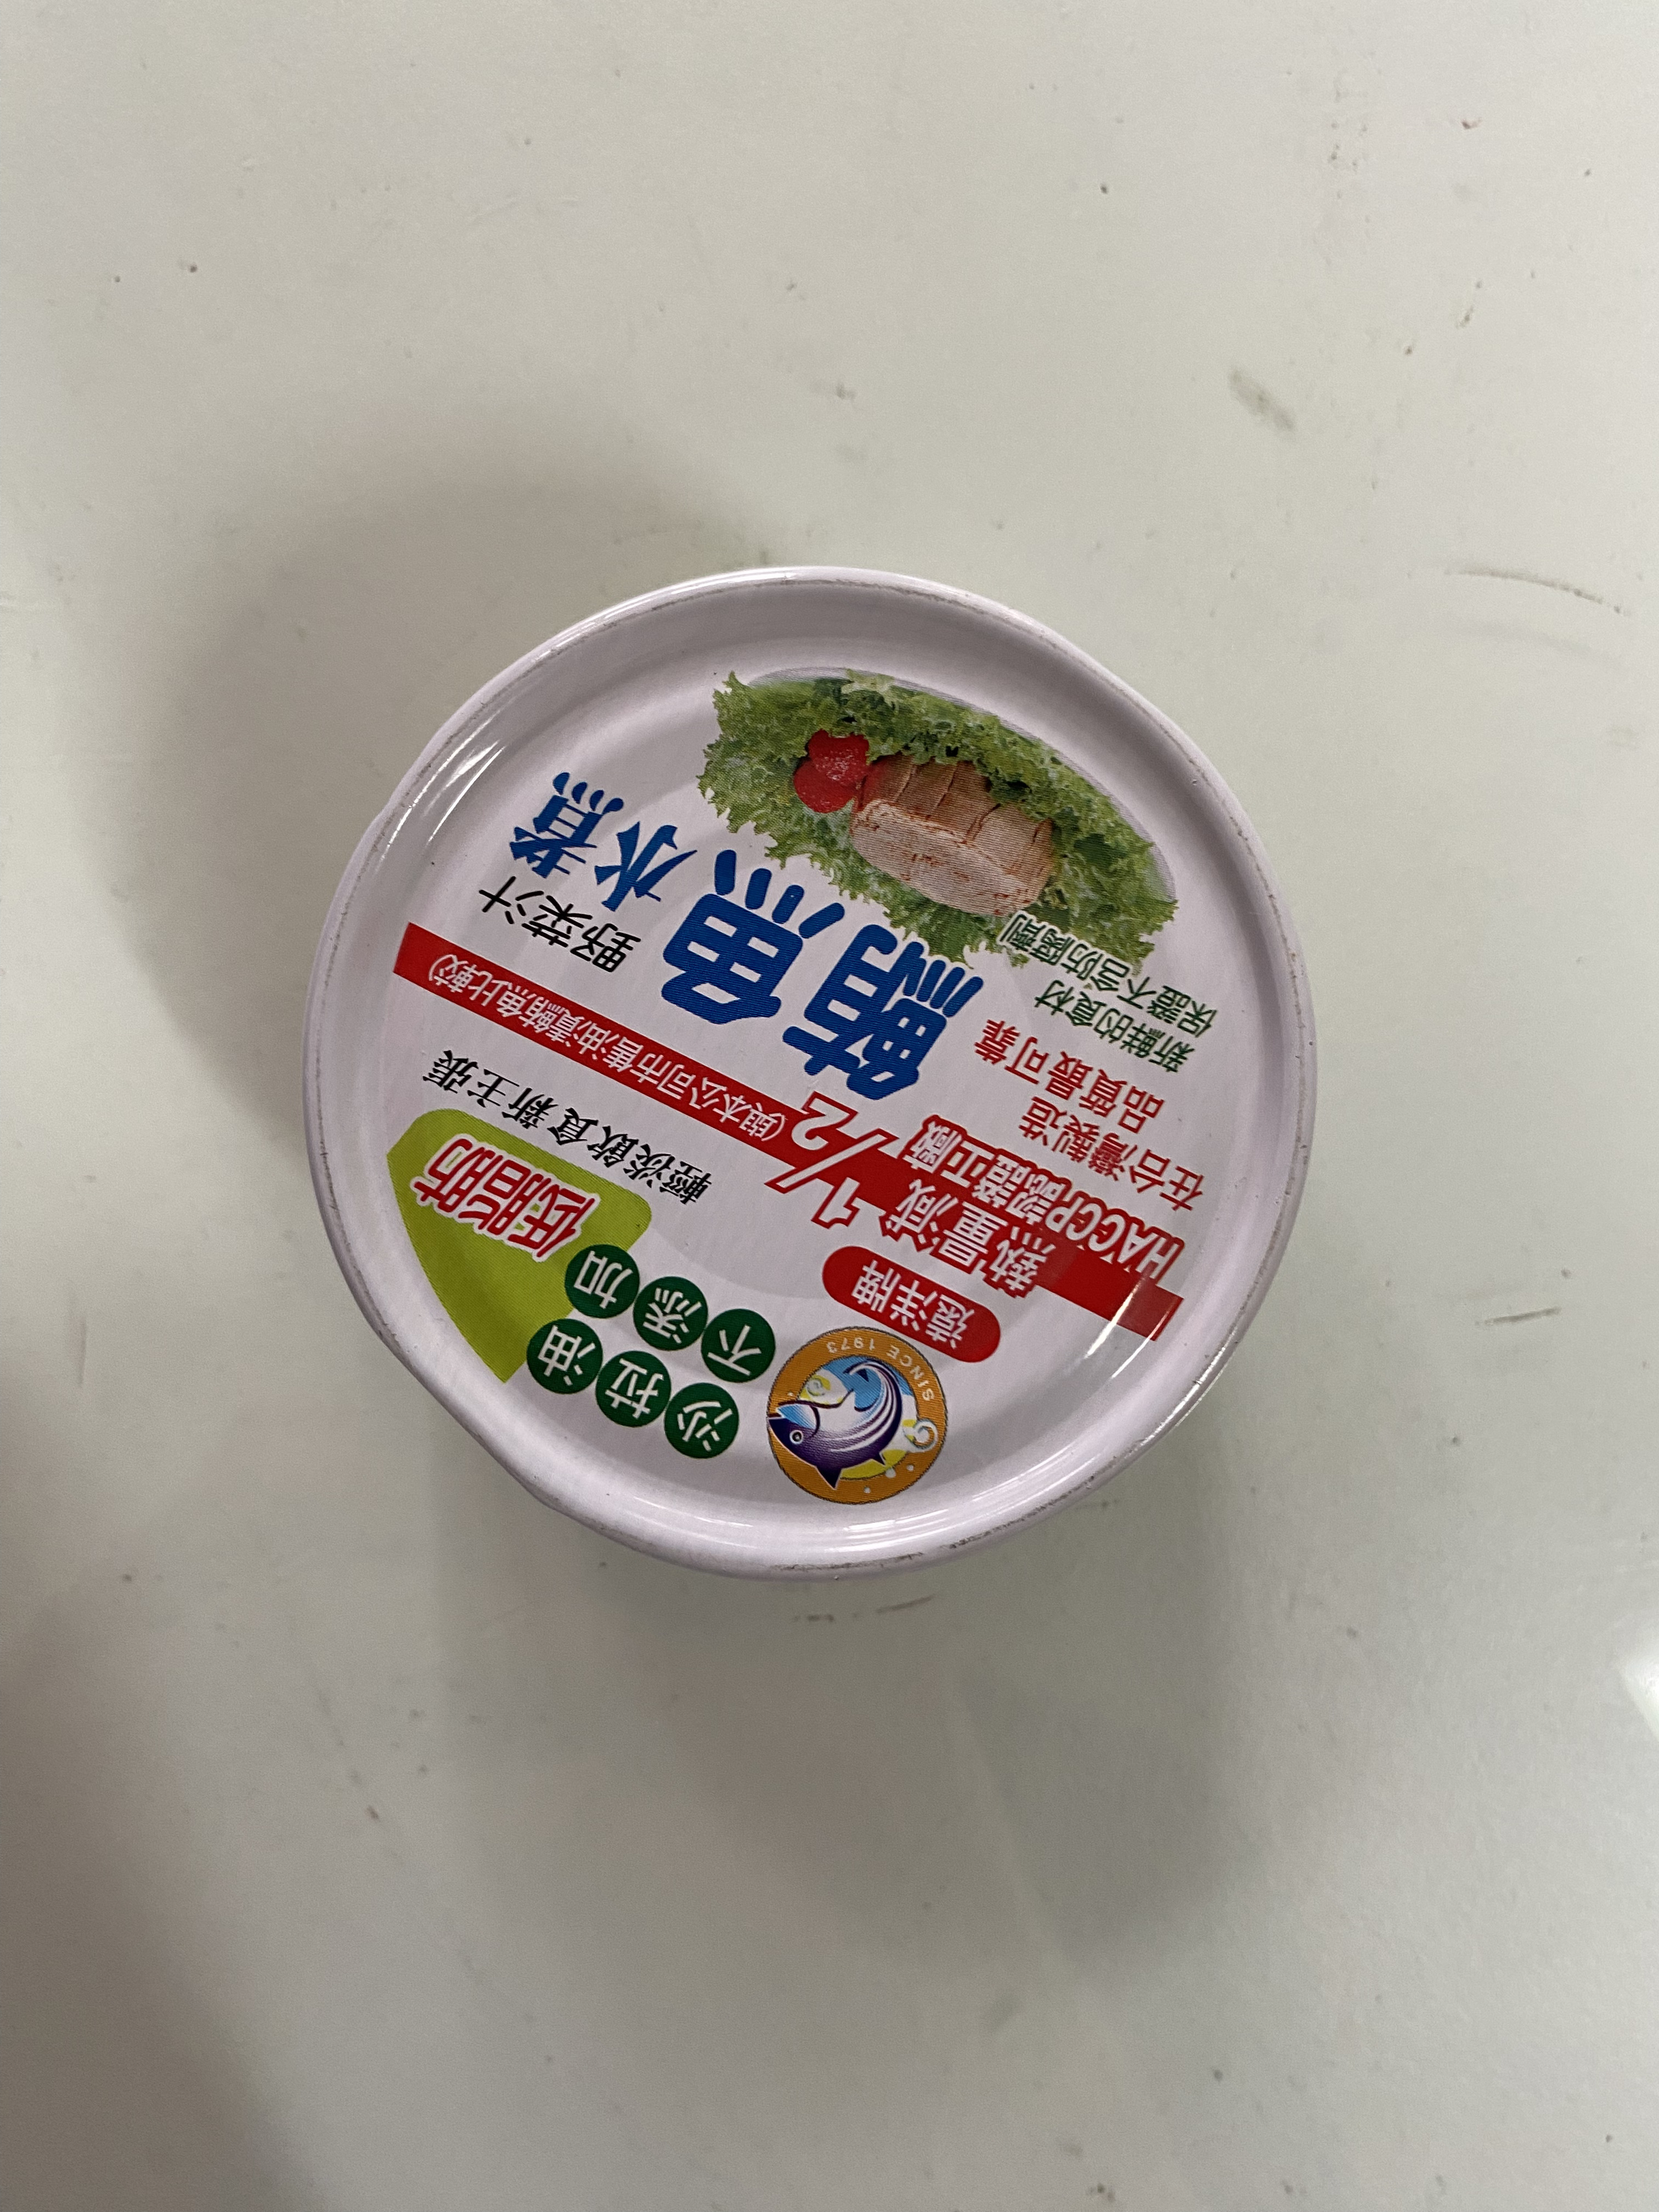 SINCE 1973
遠洋牌
沙拉油
不添加
低脂肪
輕淡飲食新主張
熱量減1/2(與本公司市售油漬鮪魚比較)
HACCP認證工廠
在台灣製造
品質最可靠
新鮮的食材
保證不含防腐劑
鮪魚
水煮
野菜汁